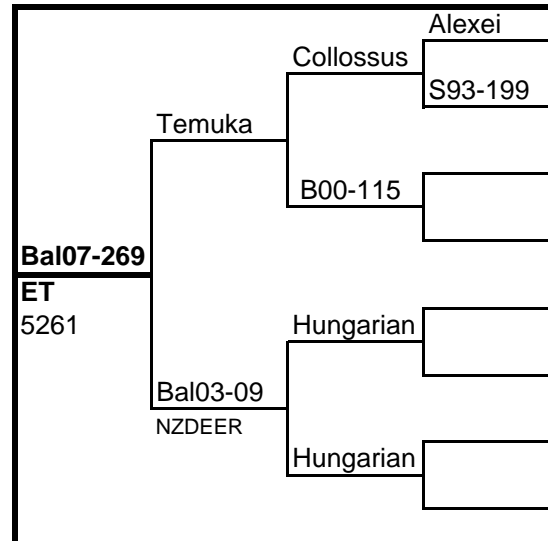 Alexei
Collossus
S93-199
Temuka
B00-115
Bal07-269
ET
5261
Hungarian
Bal03-09
NZDEER
Hungarian